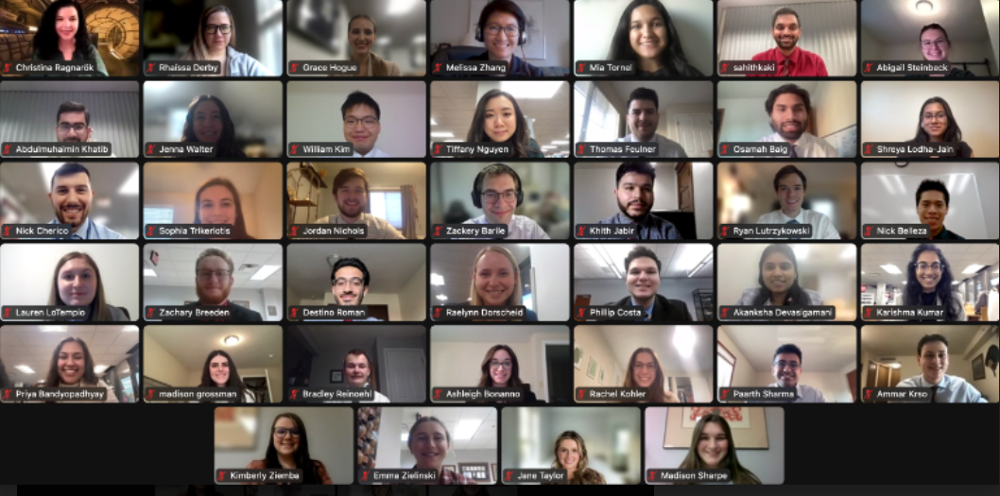 Christina Ragnarök
Rhaissa Derby
Grace Hogue
Melissa Zhang
Mia Tornel
sahithkaki
Abigail Steinbeck
Abdulmuhaimin Khatib
Jenna Walter
William Kim
Tiffany Nguyen
Thomas Feulner
Osamah Baig
Shreya Lodha-Jain
Nick Cherico
Sophia Trikeriotis
Jordan Nichols
Zackery Barile
Khith Jabir
Ryan Lutrzykowski
Nick Belleza
Lauren LoTempio
Zachary Breeden
Destino Roman
Raelynn Dorscheid
Phillip Costa
Akanksha Devasigamani
Karishma Kumar
Priya Bandyopadhyay
madison grossman
Bradley Reinoehl
Ashleigh Bonanno
Rachel Kohler
Paarth Sharma
Ammar Krso
Kimberly Ziemba
Emma Zielinski
Jane Taylor
Madison Sharpe